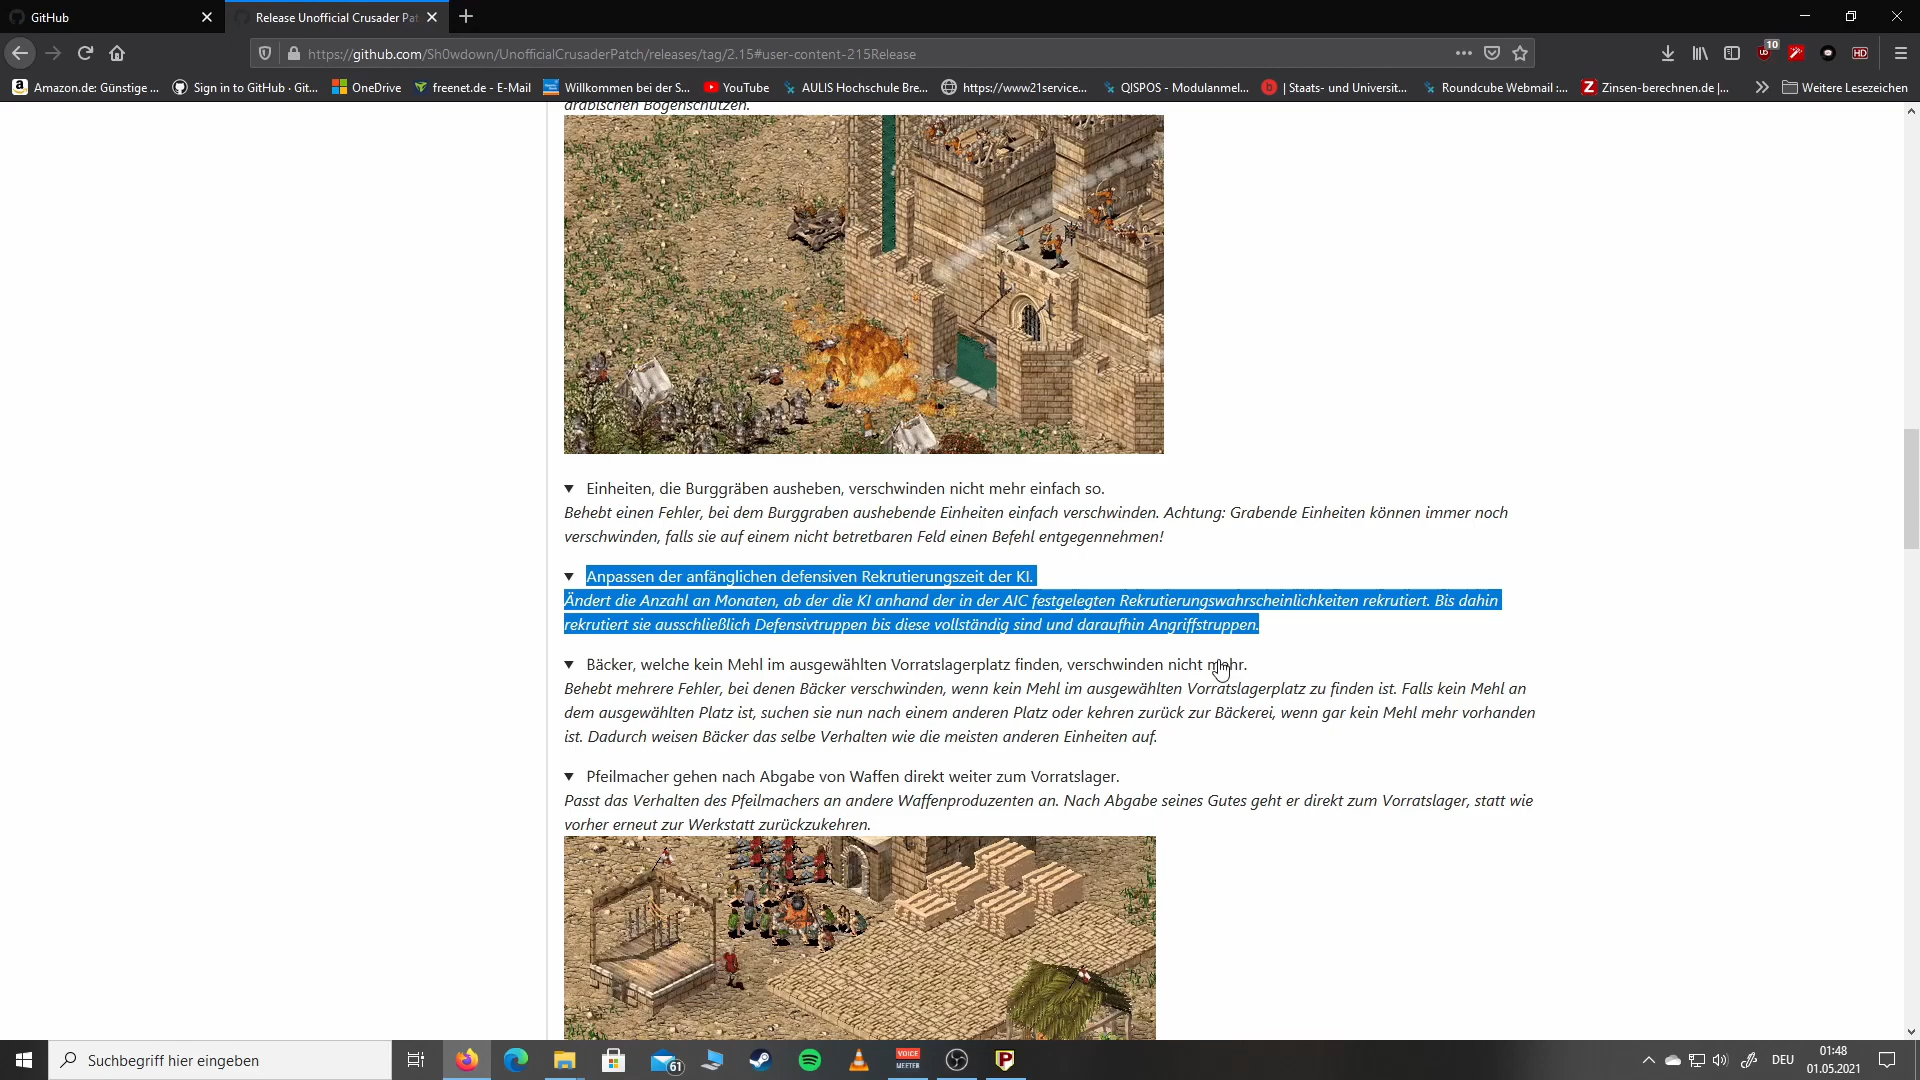 GitHub
Release Unofficial Crusader Pat
https://github.com/Sh0wdown/UnofficialCrusaderPatch/releases/tag/2.15#user-content-215Release
10
HD
Amazon.de: Günstige ...
Sign in to GitHub · Git...
OneDrive
freenet.de - E-Mail
Willkommen bei der S...
YouTube
AULIS Hochschule Bre...
https://www21service...
QISPOS - Modulanmel...
| Staats- und Universit...
Roundcube Webmail :...
Zinsen-berechnen.de |...
Weitere Lesezeichen
arabischen Bogenschützen.
Einheiten, die Burggräben ausheben, verschwinden nicht mehr einfach so.
Behebt einen Fehler, bei dem Burggraben aushebende Einheiten einfach verschwinden. Achtung: Grabende Einheiten können immer noch
verschwinden, falls sie auf einem nicht betretbaren Feld einen Befehl entgegennehmen!
Anpassen der anfänglichen defensiven Rekrutierungszeit der KI.
Ändert die Anzahl an Monaten, ab der die KI anhand der in der AIC festgelegten Rekrutierungswahrscheinlichkeiten rekrutiert. Bis dahin
rekrutiert sie ausschließlich Defensivtruppen bis diese vollständig sind und daraufhin Angriffstruppen.
Bäcker, welche kein Mehl im ausgewählten Vorratslagerplatz finden, verschwinden nicht mehr.
Behebt mehrere Fehler, bei denen Bäcker verschwinden, wenn kein Mehl im ausgewählten Vorratslagerplatz zu finden ist. Falls kein Mehl an
dem ausgewählten Platz ist, suchen sie nun nach einem anderen Platz oder kehren zurück zur Bäckerei, wenn gar kein Mehl mehr vorhanden
ist. Dadurch weisen Bäcker das selbe Verhalten wie die meisten anderen Einheiten auf.
Pfeilmacher gehen nach Abgabe von Waffen direkt weiter zum Vorratslager.
Passt das Verhalten des Pfeilmachers an andere Waffenproduzenten an. Nach Abgabe seines Gutes geht er direkt zum Vorratslager, statt wie
vorher erneut zur Werkstatt zurückzukehren.
Suchbegriff hier eingeben
61
VOICE
MEETER
DEU
01:48
01.05.2021